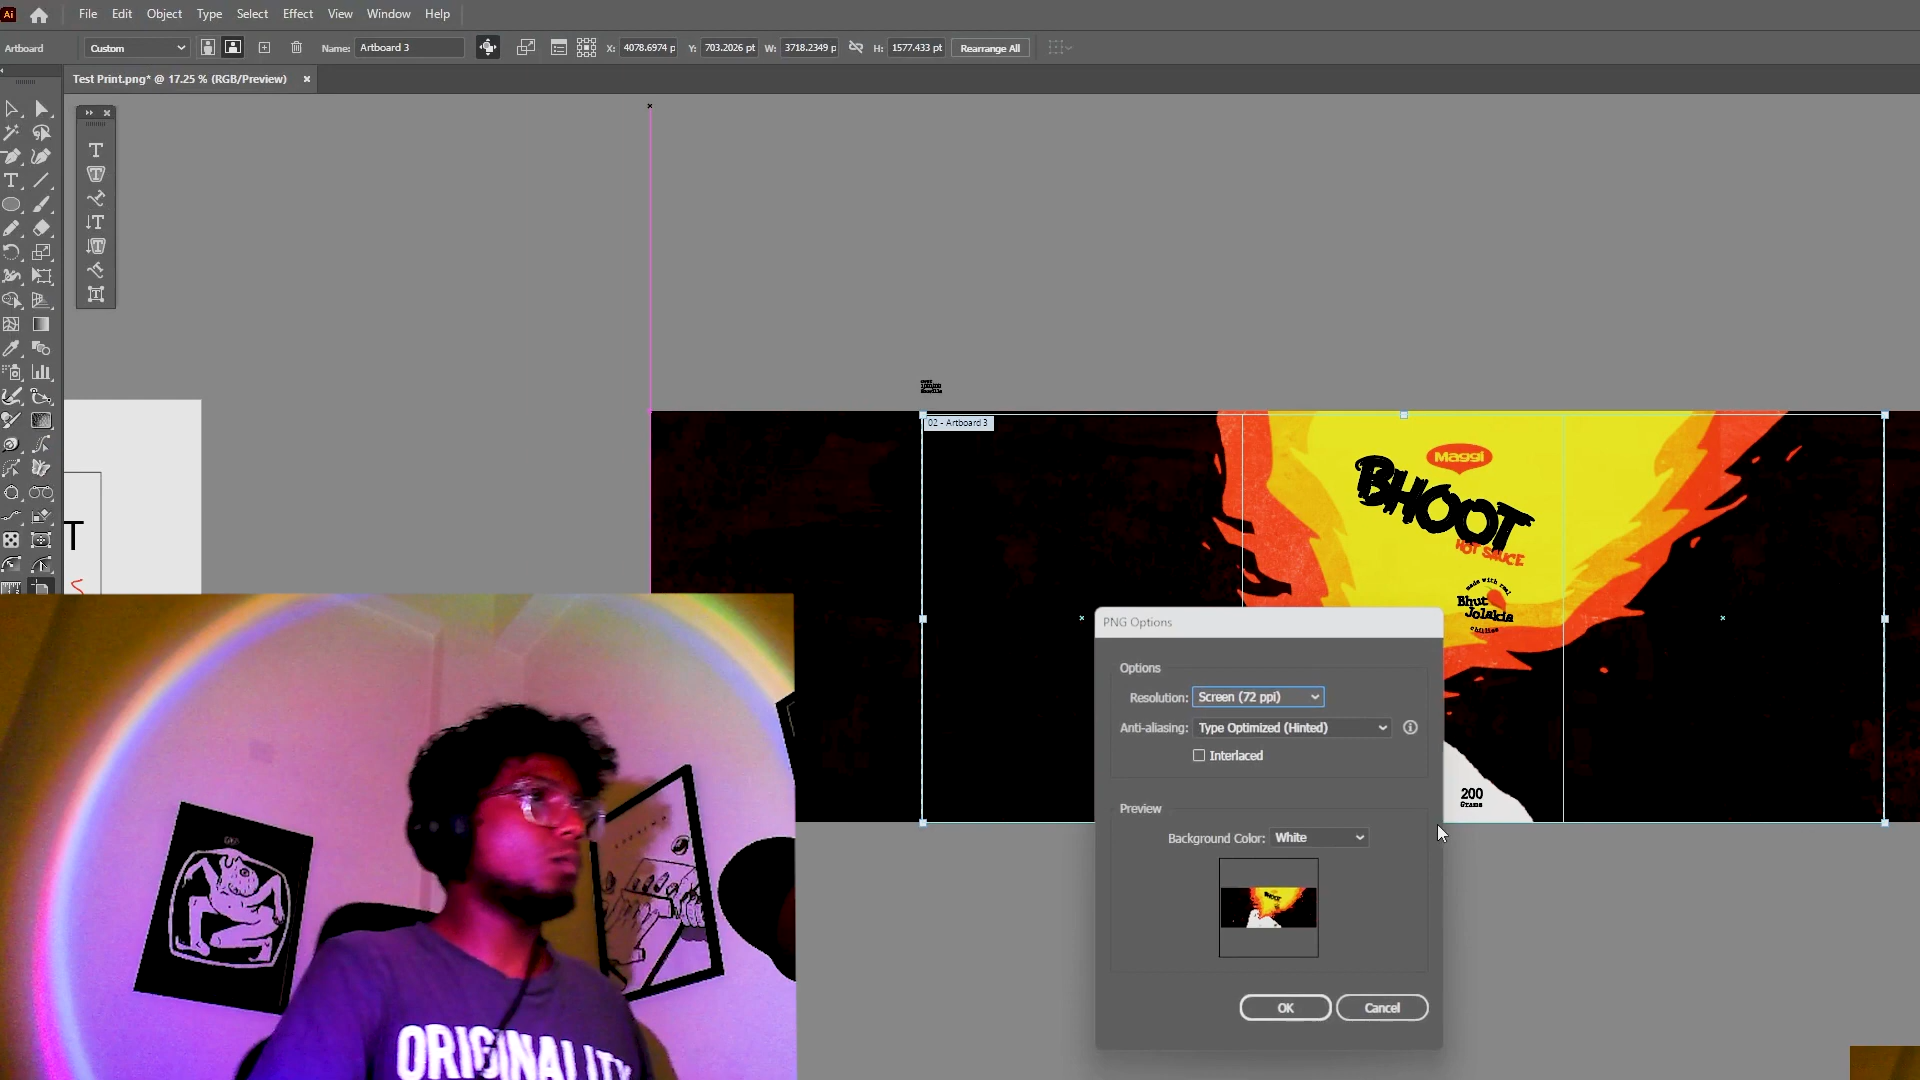 Ai
File Edit Object Type Select Effect View Window Help
Artboard Custom Name: Artboard 3 X: 4078.6974 p Y: 703.2026 pt W: 3718.2349 p H: 1577.433 pt Rearrange All
Test Print.png* @ 17.25 % (RGB/Preview)
02 - Artboard 3
Maggi
BHOOT
HOT SAUCE
made with real
Bhut
Jolokia
chillies
T
S
PNG Options
Options
Resolution: Screen (72 ppi)
Anti-aliasing: Type Optimized (Hinted)
Interlaced
200
Grams
Preview
Background Color: White
BHOOT
OK Cancel
ORIGINALITY